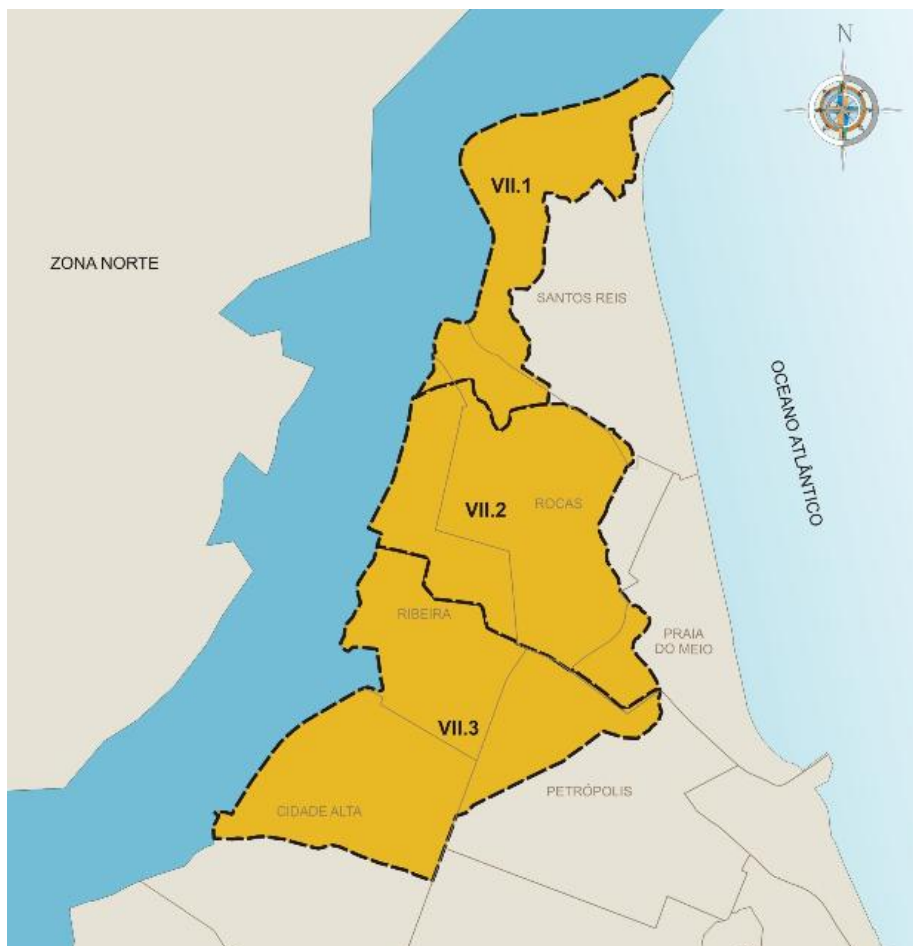 N
VII.1
ZONA NORTE
SANTOS REIS
OCEANO ATLÂNTICO
VII.2
ROCAS
RIBEIRA
PRAIA
DO MEIO
VII.3
PETRÓPOLIS
CIDADE ALTA